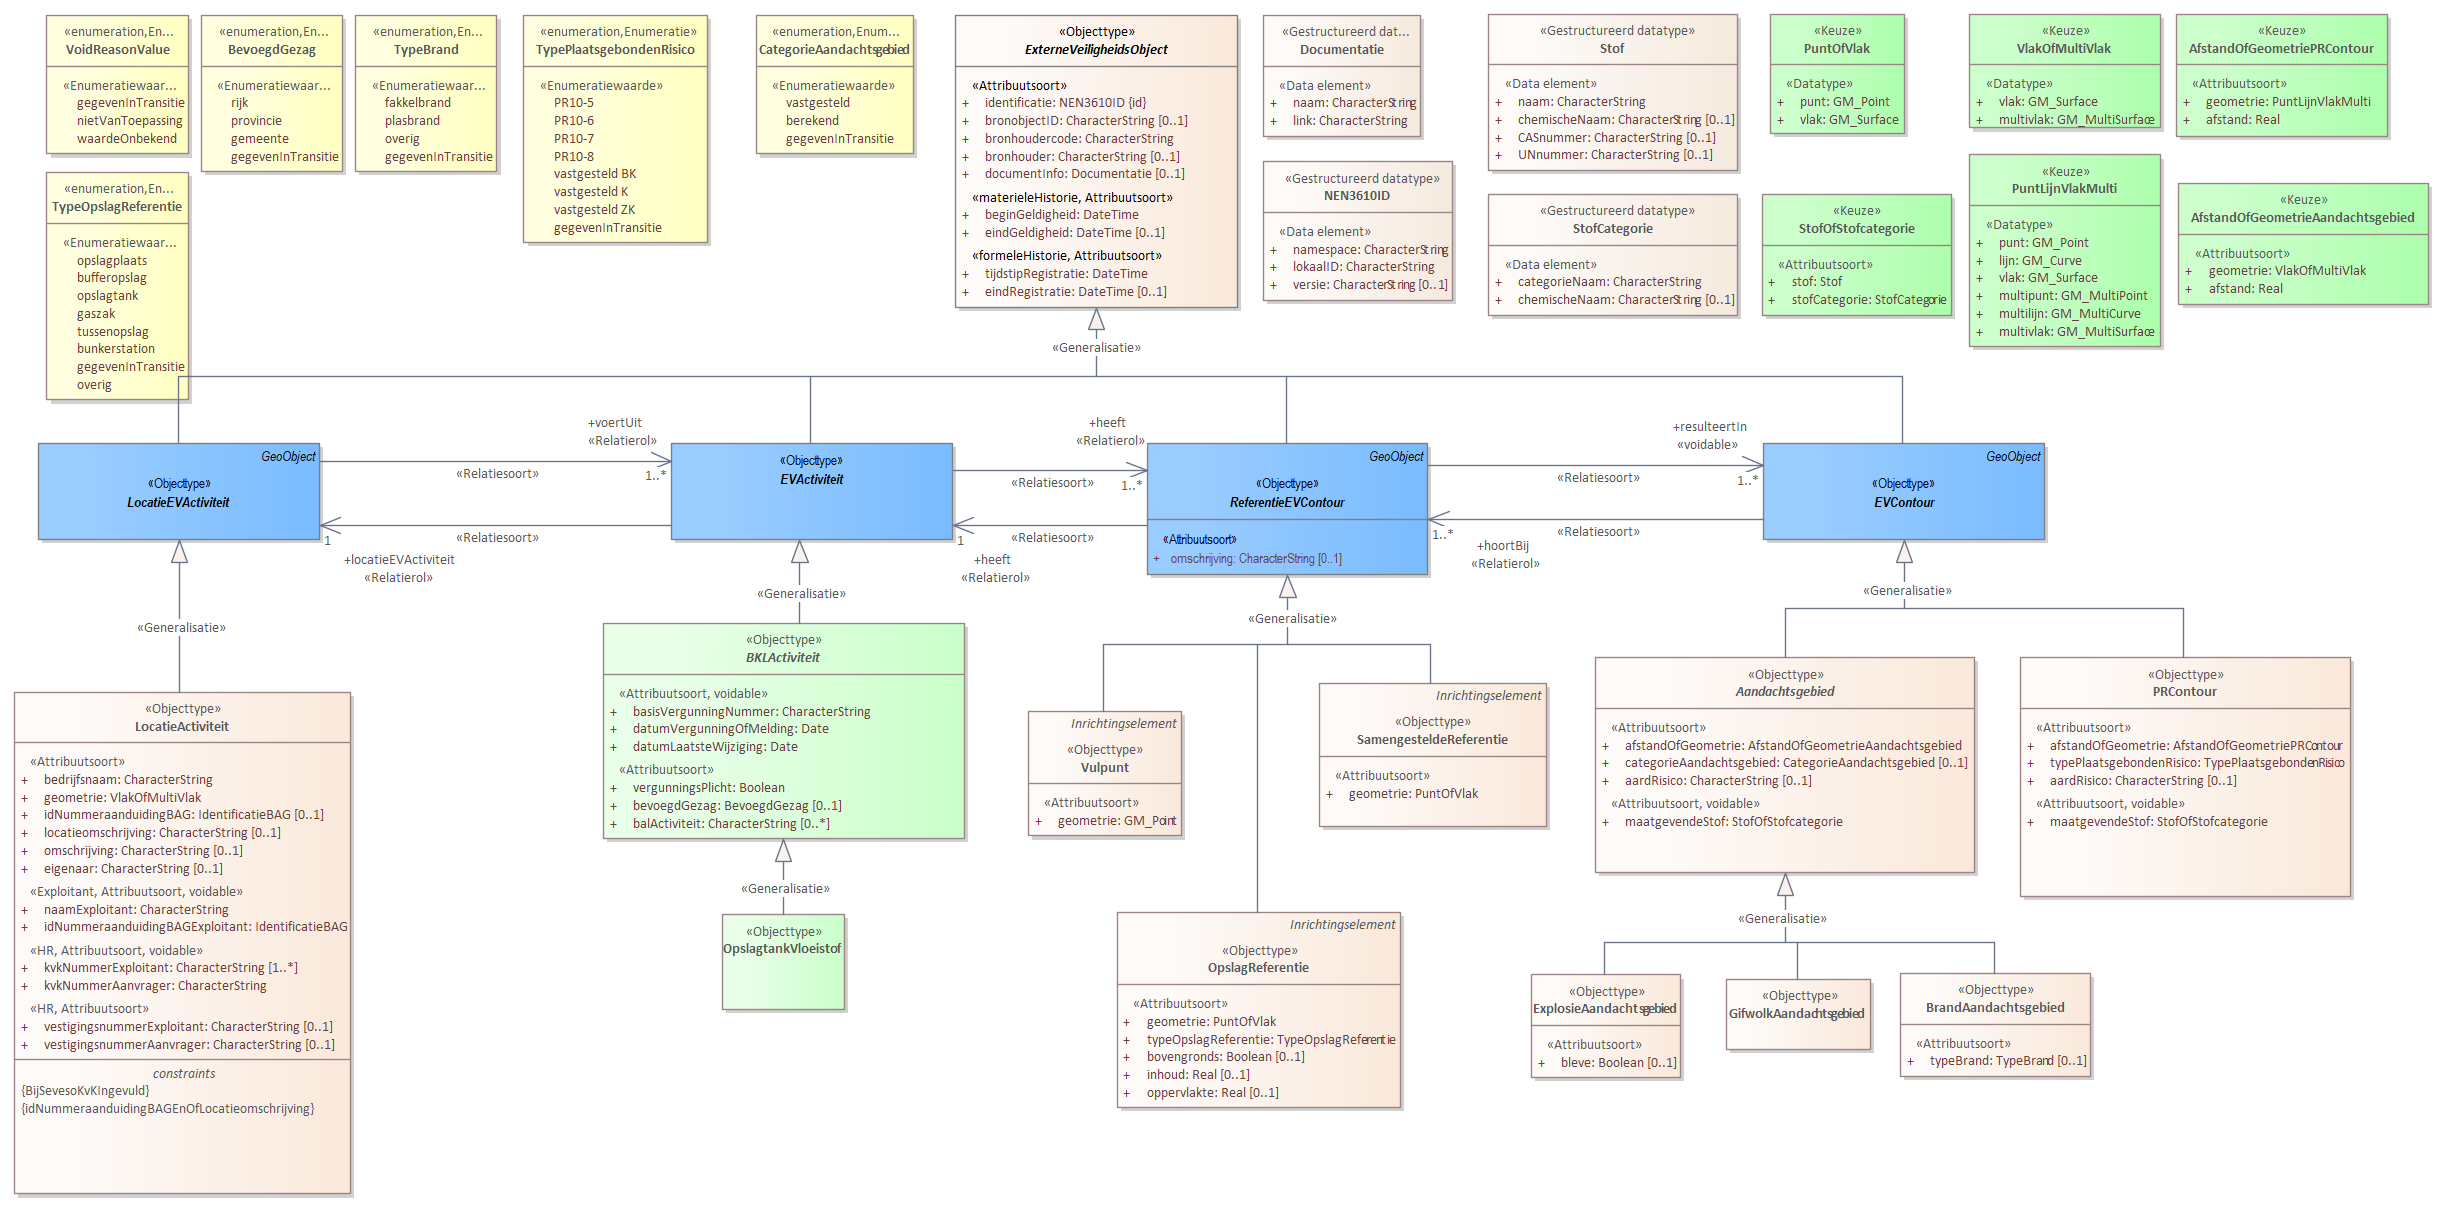 «enumeration,En...
VoidReasonValue
«Enumeratiewaar...
gegevenInTransitie
nietVanToepassing
waardeOnbekend
«enumeration,En...
BevoegdGezag
«Enumeratiewaar...
rijk
provincie
gemeente
gegevenInTransitie
«enumeration,En...
TypeBrand
«Enumeratiewaar...
fakkelbrand
plasbrand
overig
gegevenInTransitie
«enumeration,Enumeratie»
TypePlaatsgebondenRisico
«Enumeratiewaarde»
PR10-5
PR10-6
PR10-7
PR10-8
vastgesteld BK
vastgesteld K
vastgesteld ZK
gegevenInTransitie
«enumeration,Enum...
CategorieAandachtsgebied
«Enumeratiewaarde»
vastgesteld
berekend
gegevenInTransitie
«Objecttype»
ExterneVeiligheidsObject
«Attribuutsoort»
+ identificatie: NEN3610ID {id}
+ bronobjectID: CharacterString [0..1]
+ bronhoudercode: CharacterString
+ bronhouder: CharacterString [0..1]
+ documentInfo: Documentatie [0..1]
«materieleHistorie, Attribuutsoort»
+ beginGeldigheid: DateTime
+ eindGeldigheid: DateTime [0..1]
«formeleHistorie, Attribuutsoort»
+ tijdstipRegistratie: DateTime
+ eindRegistratie: DateTime [0..1]
«Gestructureerd dat...
Documentatie
«Data element»
+ naam: CharacterString
+ link: CharacterString
«Gestructureerd datatype»
NEN3610ID
«Data element»
+ namespace: CharacterString
+ lokaalID: CharacterString
+ versie: CharacterString [0..1]
«Gestructureerd datatype»
Stof
«Data element»
+ naam: CharacterString
+ chemischeNaam: CharacterString [0..1]
+ CASnummer: CharacterString [0..1]
+ UNnummer: CharacterString [0..1]
«Gestructureerd datatype»
StofCategorie
«Data element»
+ categorieNaam: CharacterString
+ chemischeNaam: CharacterString [0..1]
«Keuze»
PuntOfVlak
«Datatype»
+ punt: GM_Point
+ vlak: GM_Surface
«Keuze»
StofOfStofcategorie
«Attribuutsoort»
+ stof: Stof
+ stofCategorie: StofCategorie
«Keuze»
VlakOfMultiVlak
«Datatype»
+ vlak: GM_Surface
+ multivlak: GM_MultiSurface
«Keuze»
PuntLijnVlakMulti
«Datatype»
+ punt: GM_Point
+ lijn: GM_Curve
+ vlak: GM_Surface
+ multipunt: GM_MultiPoint
+ multilijn: GM_MultiCurve
+ multivlak: GM_MultiSurface
«Keuze»
AfstandOfGeometriePRContour
«Attribuutsoort»
+ geometrie: PuntLijnVlakMulti
+ afstand: Real
«Keuze»
AfstandOfGeometrieAandachtsgebied
«Attribuutsoort»
+ geometrie: VlakOfMultiVlak
+ afstand: Real
«enumeration,En...
TypeOpslagReferentie
«Enumeratiewaar...
opslagplaats
bufferopslag
opslagtank
gaszak
tussenopslag
bunkerstation
gegevenInTransitie
overig
«Generalisatie»
GeoObject
«Objecttype»
LocatieEVActiviteit
+voertUit
«Relatierol»
1..*
«Relatiesoort»
«Relatiesoort»
1
+locatieEVActiviteit
«Relatierol»
«Objecttype»
EVActiviteit
+heeft
«Relatierol»
1..*
«Relatiesoort»
«Relatiesoort»
1
+heeft
«Relatierol»
GeoObject
«Objecttype»
ReferentieEVContour
«Attribuutsoort»
+ omschrijving: CharacterString [0..1]
+resulteertIn
«voidable»
1..*
«Relatiesoort»
«Relatiesoort»
1..*
+hoortBij
«Relatierol»
GeoObject
«Objecttype»
EVContour
«Generalisatie»
«Generalisatie»
«Generalisatie»
«Generalisatie»
«Objecttype»
LocatieActiviteit
«Attribuutsoort»
+ bedrijfsnaam: CharacterString
+ geometrie: VlakOfMultiVlak
+ idNummeraanduidingBAG: IdentificatieBAG [0..1]
+ locatieomschrijving: CharacterString [0..1]
+ omschrijving: CharacterString [0..1]
+ eigenaar: CharacterString [0..1]
«Exploitant, Attribuutsoort, voidable»
+ naamExploitant: CharacterString
+ idNummeraanduidingBAGExploitant: IdentificatieBAG
«HR, Attribuutsoort, voidable»
+ kvkNummerExploitant: CharacterString [1..*]
+ kvkNummerAanvrager: CharacterString
«HR, Attribuutsoort»
+ vestigingsnummerExploitant: CharacterString [0..1]
+ vestigingsnummerAanvrager: CharacterString [0..1]
constraints
{BijSevesoKvKIngevuld}
{idNummeraanduidingBAGEnOfLocatieomschrijving}
«Objecttype»
BKLActiviteit
«Attribuutsoort, voidable»
+ basisVergunningNummer: CharacterString
+ datumVergunningOfMelding: Date
+ datumLaatsteWijziging: Date
«Attribuutsoort»
+ vergunningsPlicht: Boolean
+ bevoegdGezag: BevoegdGezag [0..1]
+ balActiviteit: CharacterString [0..*]
«Generalisatie»
«Objecttype»
OpslagtankVloeistof
Inrichtingselement
«Objecttype»
Vulpunt
«Attribuutsoort»
+ geometrie: GM_Point
Inrichtingselement
«Objecttype»
SamengesteldeReferentie
«Attribuutsoort»
+ geometrie: PuntOfVlak
Inrichtingselement
«Objecttype»
OpslagReferentie
«Attribuutsoort»
+ geometrie: PuntOfVlak
+ typeOpslagReferentie: TypeOpslagReferentie
+ bovengronds: Boolean [0..1]
+ inhoud: Real [0..1]
+ oppervlakte: Real [0..1]
«Objecttype»
Aandachtsgebied
«Attribuutsoort»
+ afstandOfGeometrie: AfstandOfGeometrieAandachtsgebied
+ categorieAandachtsgebied: CategorieAandachtsgebied [0..1]
+ aardRisico: CharacterString [0..1]
«Attribuutsoort, voidable»
+ maatgevendeStof: StofOfStofcategorie
«Objecttype»
PRContour
«Attribuutsoort»
+ afstandOfGeometrie: AfstandOfGeometriePRContour
+ typePlaatsgebondenRisico: TypePlaatsgebondenRisico
+ aardRisico: CharacterString [0..1]
«Attribuutsoort, voidable»
+ maatgevendeStof: StofOfStofcategorie
«Generalisatie»
«Objecttype»
ExplosieAandachtsgebied
«Attribuutsoort»
+ bleve: Boolean [0..1]
«Objecttype»
GifwolkAandachtsgebied
«Objecttype»
BrandAandachtsgebied
«Attribuutsoort»
+ typeBrand: TypeBrand [0..1]